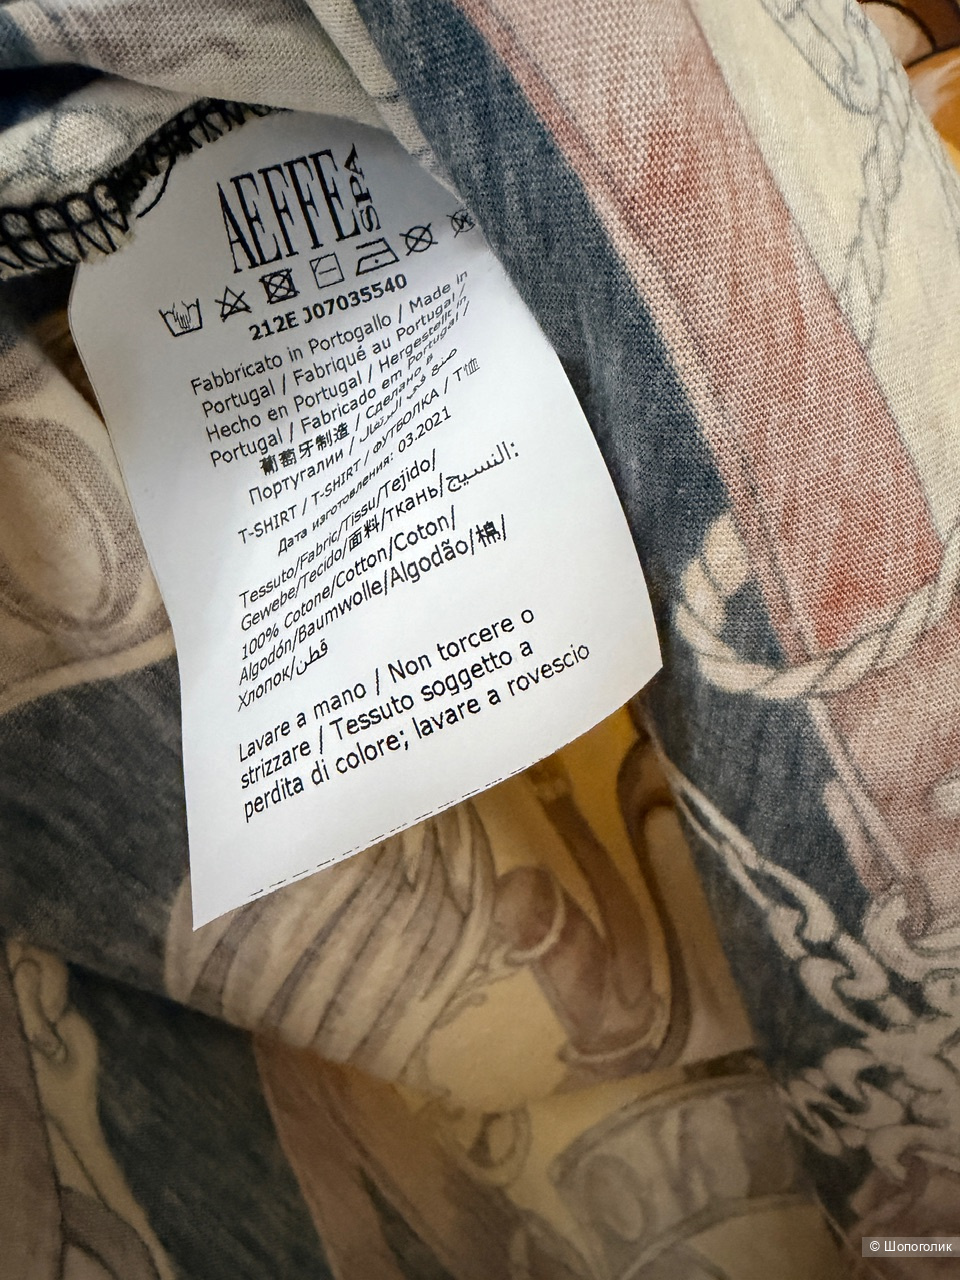 AEFFE SPA
212E J07035540
Fabbricato in Portogallo / Made in
Portugal / Fabriqué au Portugal /
Hecho en Portugal / Hergestellt in
Portugal / Fabricado em Portugal /
葡萄牙制造 / Сделано в
Португалии / صنع في البرتغال
T-SHIRT / T-SHIRT / ФУТБОЛКА / T恤
Дата изготовления: 03.2021
Tessuto/Fabric/Tissu/Tejido/
Gewebe/Tecido/面料/ткань/النسيج:
100% Cotone/Cotton/Coton/
Algodón/Baumwolle/Algodão/棉/
Хлопок/قطن
Lavare a mano / Non torcere o
strizzare / Tessuto soggetto a
perdita di colore; lavare a rovescio
© Шопоголик